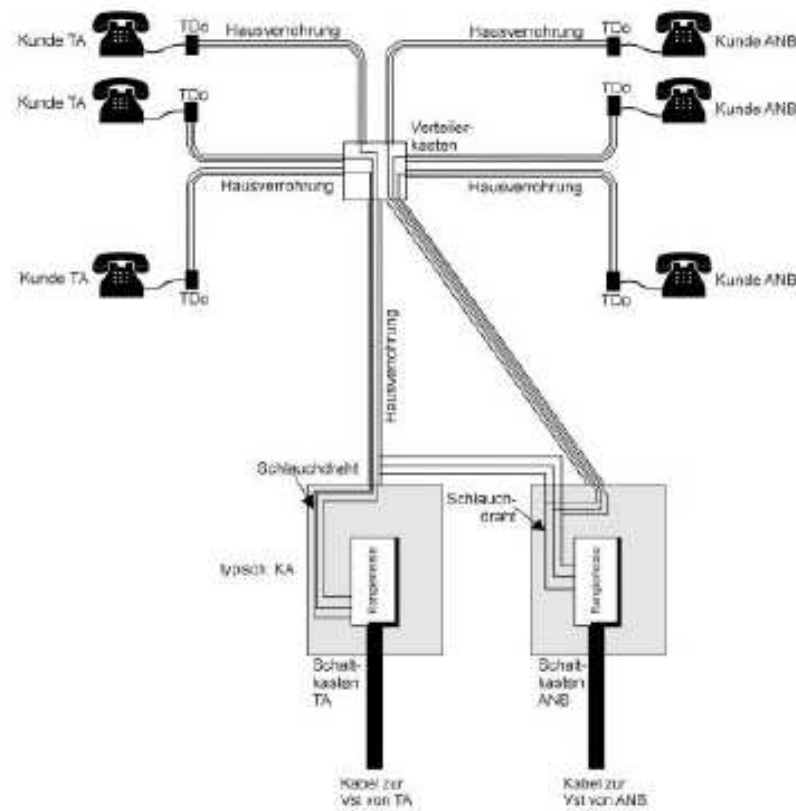 TDo
Hausverrohrung
Kunde TA
Hausverrohrung
TDo
Kunde ANB
TDo
Kunde TA
TDo
Kunde ANB
Verteiler-
kasten
Hausverrohrung
Hausverrohrung
Kunde TA
TDo
Kunde ANB
TDo
Hausverrohrung
Schlauchdraht
Schlauch-
draht
typisch: KA
Schalt-
kasten
TA
Schalt-
kasten
ANB
Kabel zur
Vst von TA
Kabel zur
Vst von ANB